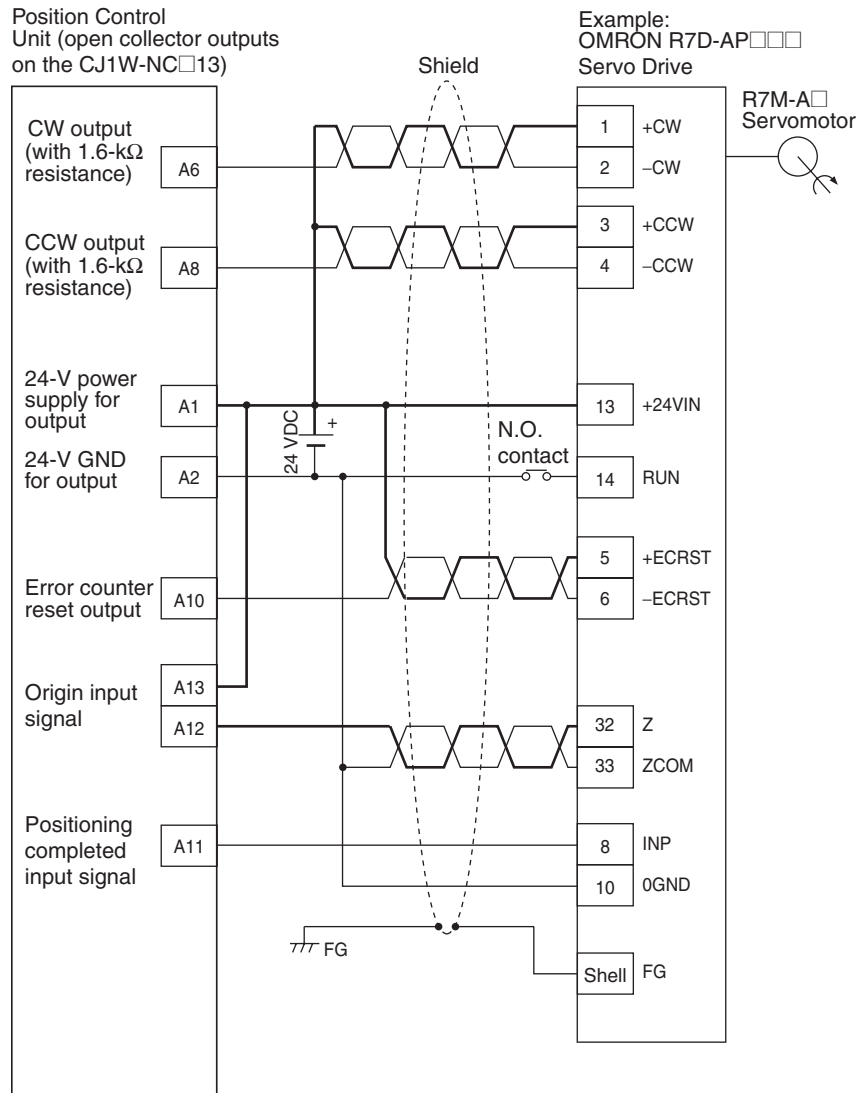 Position Control
Unit (open collector outputs
on the CJ1W-NC□13)
Example:
OMRON R7D-AP□□□
Servo Drive
Shield
R7M-A□
Servomotor
CW output
(with 1.6-kΩ
resistance)
A6
1 +CW
2 −CW
CCW output
(with 1.6-kΩ
resistance)
A8
3 +CCW
4 −CCW
24-V power
supply for
output
A1
13 +24VIN
24 VDC
+
N.O.
contact
24-V GND
for output
A2
14 RUN
Error counter
reset output
A10
5 +ECRST
6 −ECRST
Origin input
signal
A13
A12
32 Z
33 ZCOM
Positioning
completed
input signal
A11
8 INP
10 0GND
FG
Shell FG